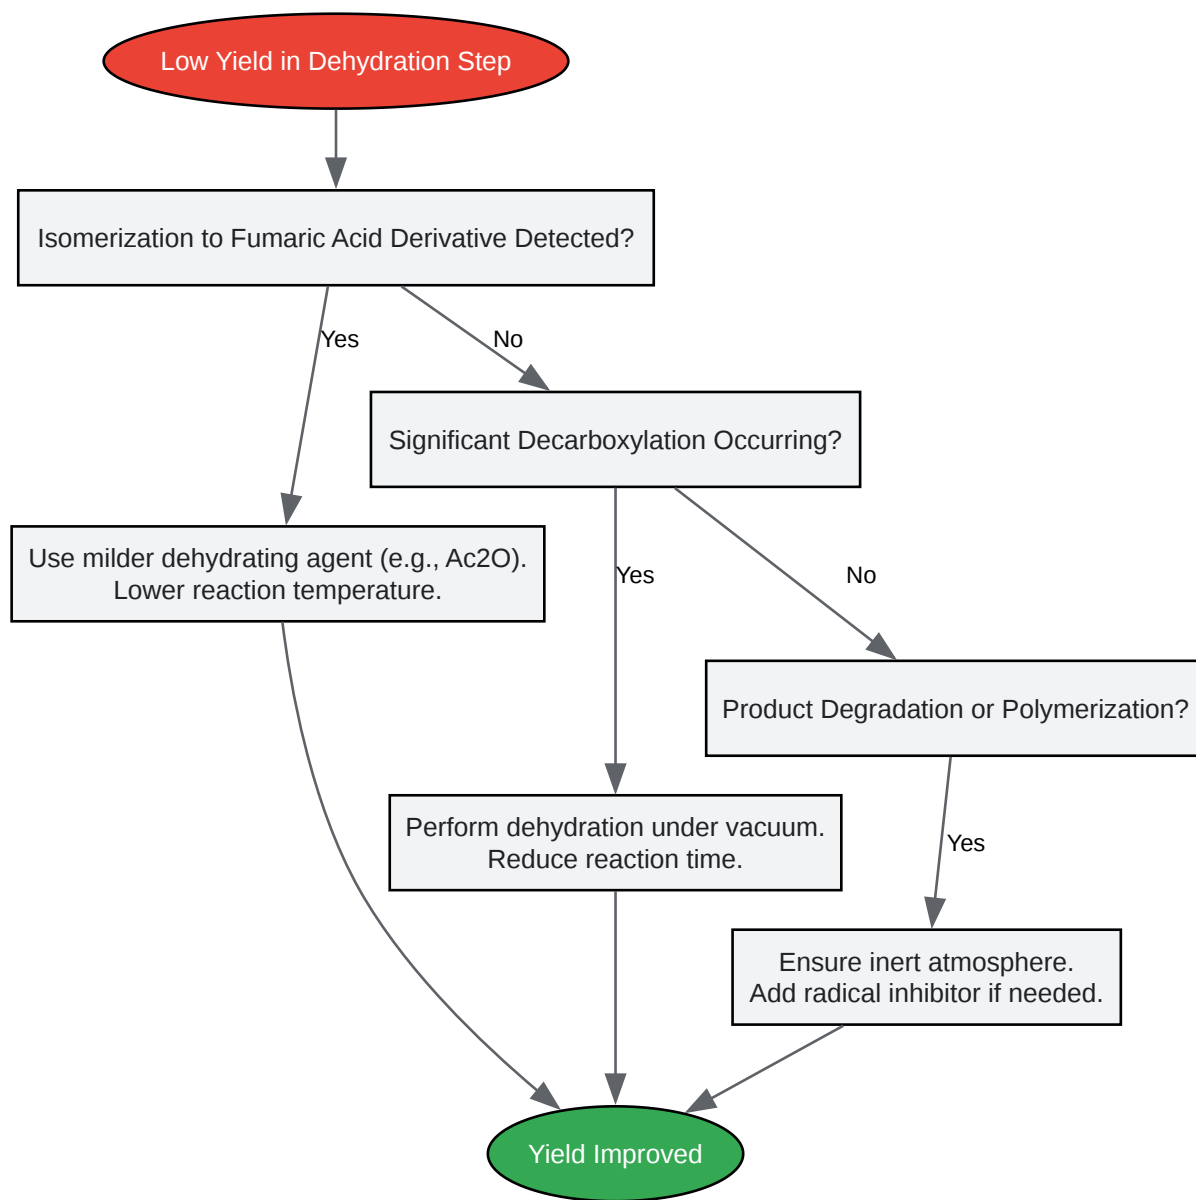 Low Yield in Dehydration Step
Isomerization to Fumaric Acid Derivative Detected?
Yes
No
Significant Decarboxylation Occurring?
Use milder dehydrating agent (e.g., Ac2O).
Lower reaction temperature.
Yes
No
Product Degradation or Polymerization?
Perform dehydration under vacuum.
Reduce reaction time.
Yes
Ensure inert atmosphere.
Add radical inhibitor if needed.
Yield Improved